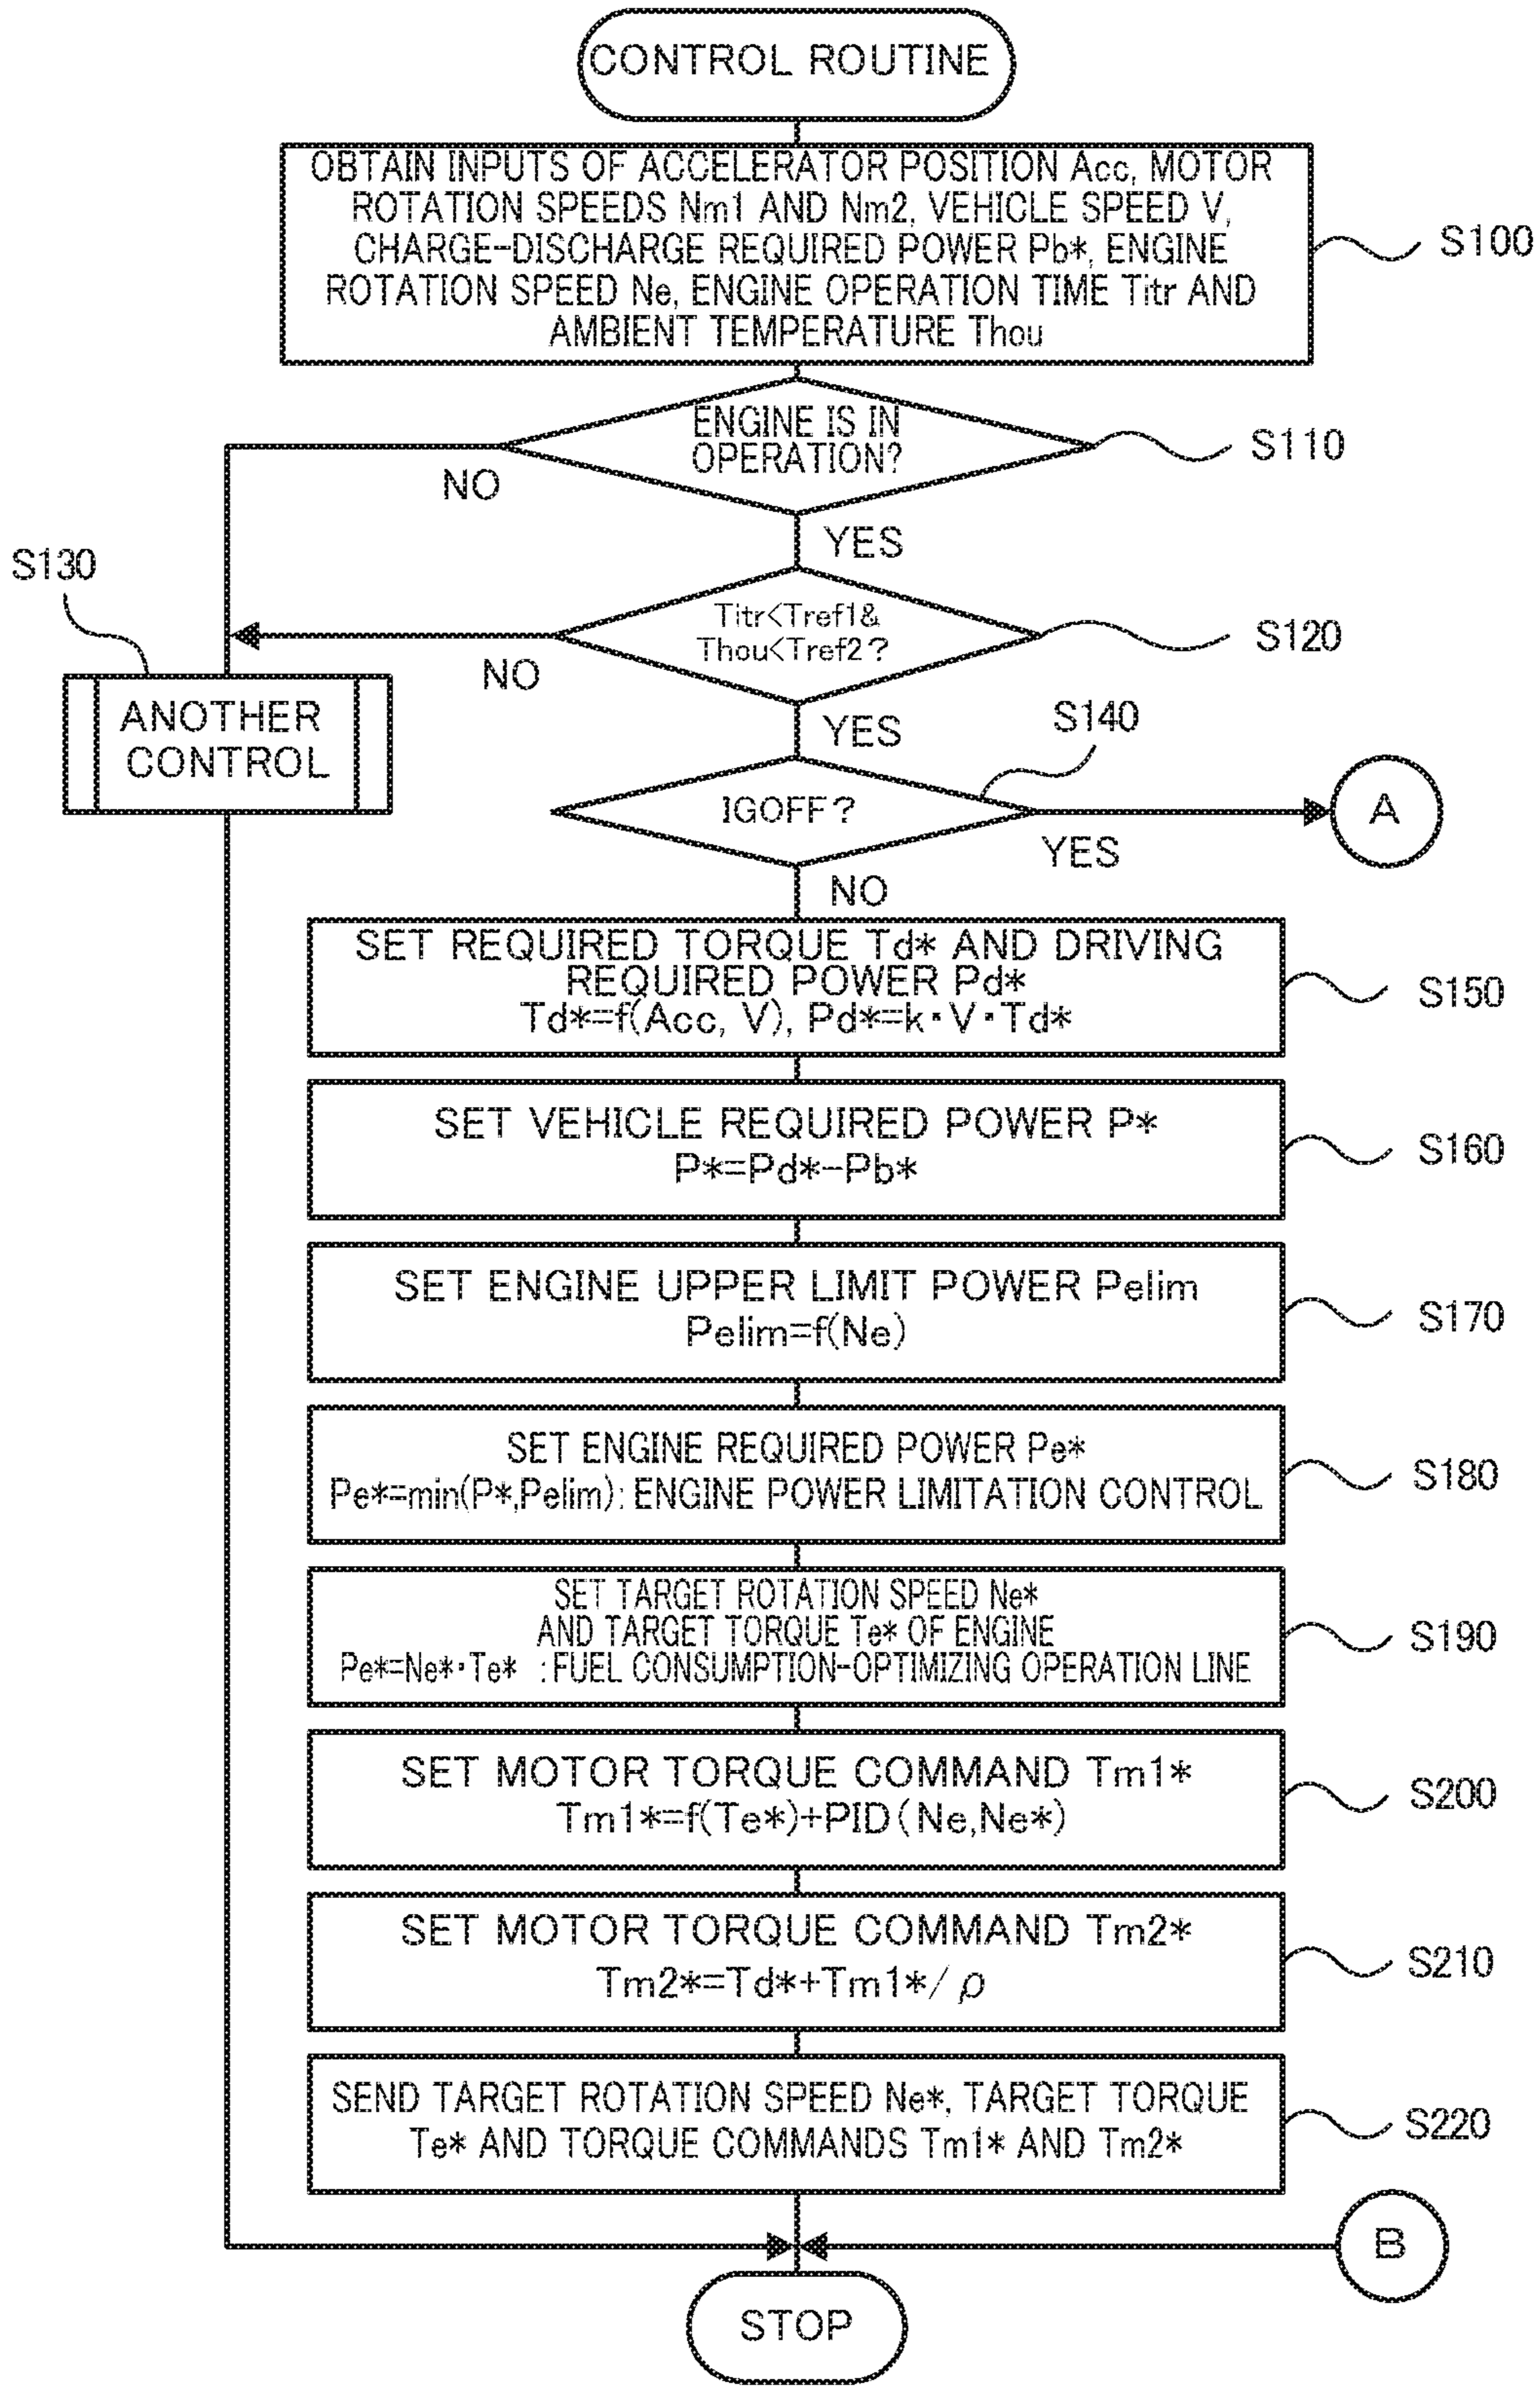 CONTROL ROUTINE
OBTAIN INPUTS OF ACCELERATOR POSITION Acc, MOTOR
ROTATION SPEEDS Nm1 AND Nm2, VEHICLE SPEED V,
CHARGE-DISCHARGE REQUIRED POWER Pb*, ENGINE
ROTATION SPEED Ne, ENGINE OPERATION TIME Titr AND
AMBIENT TEMPERATURE Thou
S100
ENGINE IS IN
OPERATION?
S110
NO
YES
S130
Titr<Tref1&
Thou<Tref2?
S120
NO
YES
ANOTHER
CONTROL
S140
IGOFF?
A
YES
NO
SET REQUIRED TORQUE Td* AND DRIVING
REQUIRED POWER Pd*
Td*=f(Acc, V), Pd*=k・V・Td*
S150
SET VEHICLE REQUIRED POWER P*
P*=Pd*-Pb*
S160
SET ENGINE UPPER LIMIT POWER Pelim
Pelim=f(Ne)
S170
SET ENGINE REQUIRED POWER Pe*
Pe*=min(P*,Pelim): ENGINE POWER LIMITATION CONTROL
S180
SET TARGET ROTATION SPEED Ne*
AND TARGET TORQUE Te* OF ENGINE
Pe*=Ne*・Te* : FUEL CONSUMPTION-OPTIMIZING OPERATION LINE
S190
SET MOTOR TORQUE COMMAND Tm1*
Tm1*=f(Te*)+PID(Ne,Ne*)
S200
SET MOTOR TORQUE COMMAND Tm2*
Tm2*=Td*+Tm1*/ρ
S210
SEND TARGET ROTATION SPEED Ne*, TARGET TORQUE
Te* AND TORQUE COMMANDS Tm1* AND Tm2*
S220
B
STOP